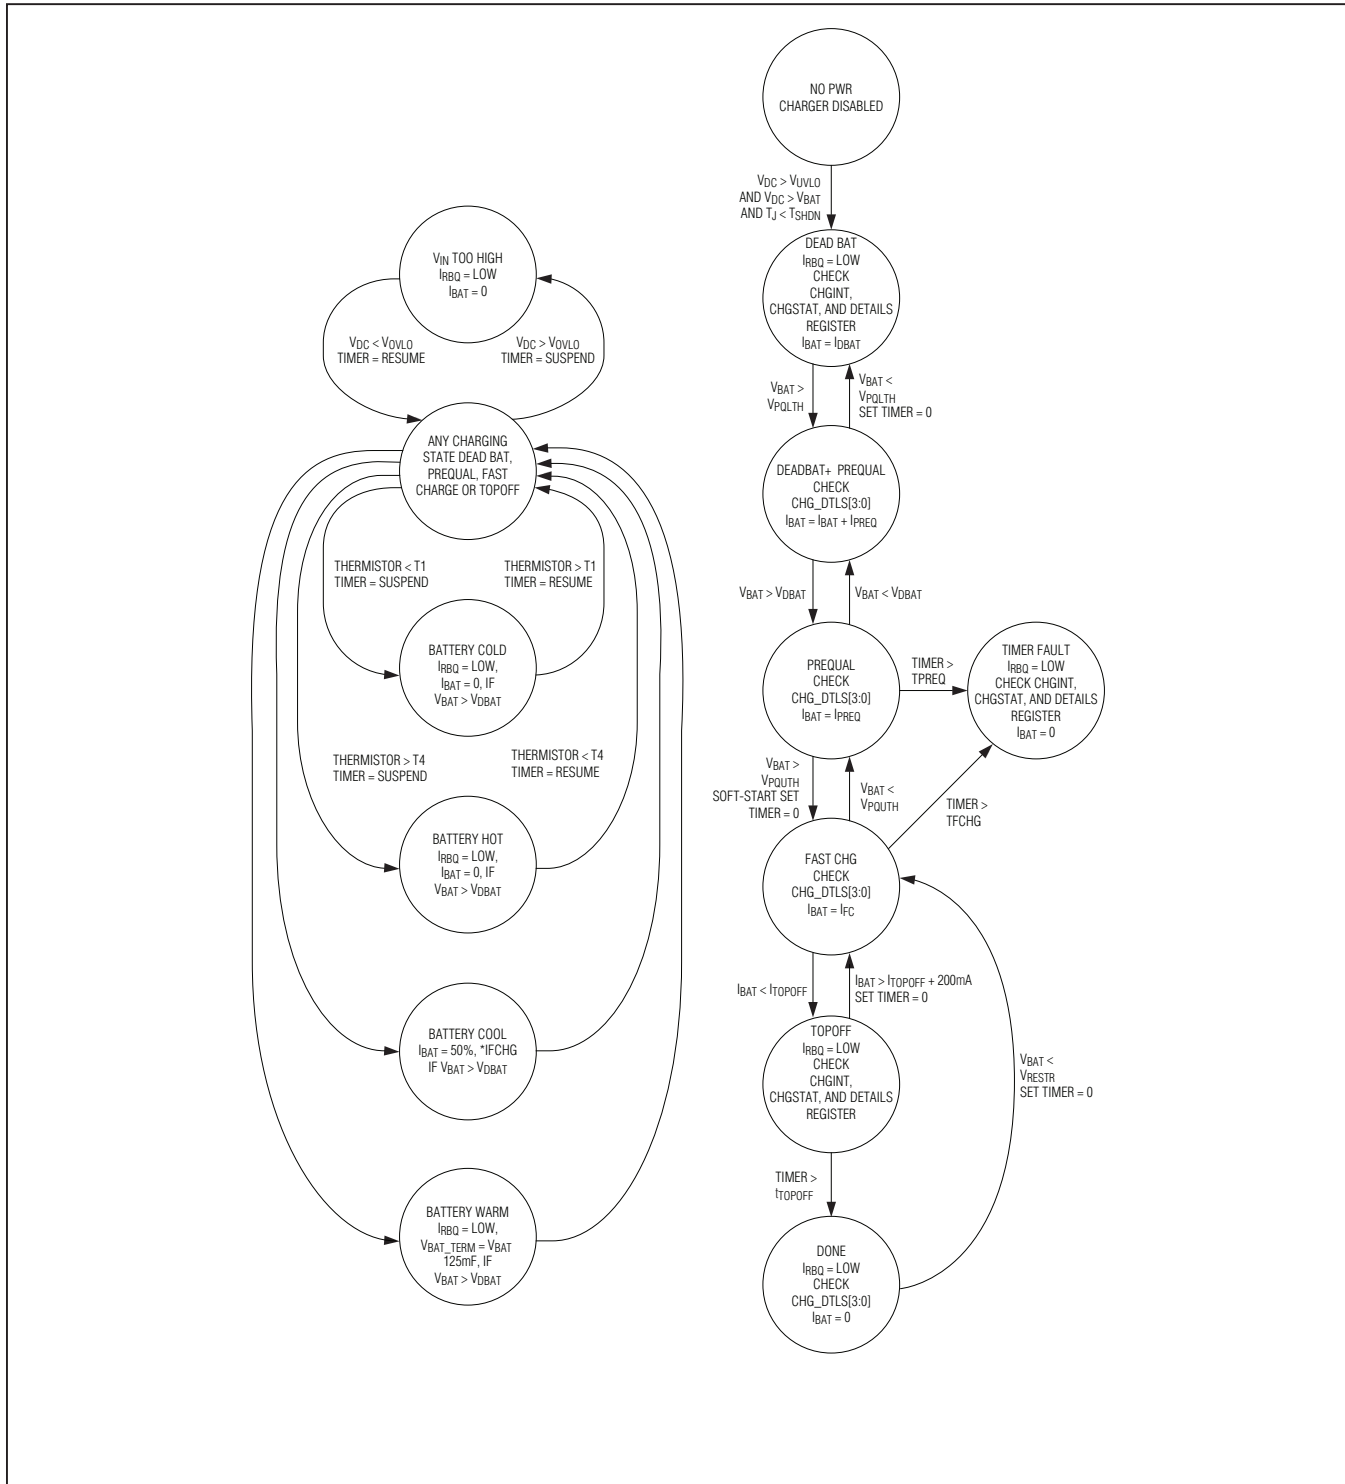 NO PWR
CHARGER DISABLED
VDC > VUVLO
AND VDC > VBAT
AND TJ < TSHDN
VIN TOO HIGH
IRBQ = LOW
IBAT = 0
DEAD BAT
IRBQ = LOW
CHECK
CHGINT,
CHGSTAT, AND DETAILS
REGISTER
IBAT = IDBAT
VDC < VOVLO
TIMER = RESUME
VDC > VOVLO
TIMER = SUSPEND
VBAT >
VPQLTH
VBAT <
VPQLTH
SET TIMER = 0
ANY CHARGING
STATE DEAD BAT,
PREQUAL, FAST
CHARGE OR TOPOFF
DEADBAT+ PREQUAL
CHECK
CHG_DTLS[3:0]
IBAT = IBAT + IPREQ
THERMISTOR < T1
TIMER = SUSPEND
THERMISTOR > T1
TIMER = RESUME
VBAT > VDBAT
VBAT < VDBAT
BATTERY COLD
IRBQ = LOW,
IBAT = 0, IF
VBAT > VDBAT
PREQUAL
CHECK
CHG_DTLS[3:0]
IBAT = IPREQ
TIMER >
TPREQ
TIMER FAULT
IRBQ = LOW
CHECK CHGINT,
CHGSTAT, AND DETAILS
REGISTER
IBAT = 0
THERMISTOR > T4
TIMER = SUSPEND
THERMISTOR < T4
TIMER = RESUME
VBAT >
VPQUTH
SOFT-START SET
TIMER = 0
VBAT <
VPQUTH
TIMER >
TFCHG
BATTERY HOT
IRBQ = LOW,
IBAT = 0, IF
VBAT > VDBAT
FAST CHG
CHECK
CHG_DTLS[3:0]
IBAT = IFC
IBAT < ITOPOFF
IBAT > ITOPOFF + 200mA
SET TIMER = 0
BATTERY COOL
IBAT = 50%, *IFCHG
IF VBAT > VDBAT
TOPOFF
IRBQ = LOW
CHECK
CHGINT,
CHGSTAT, AND DETAILS
REGISTER
VBAT <
VRESTR
SET TIMER = 0
TIMER >
tTOPOFF
BATTERY WARM
IRBQ = LOW,
VBAT_TERM = VBAT
125mF, IF
VBAT > VDBAT
DONE
IRBQ = LOW
CHECK
CHG_DTLS[3:0]
IBAT = 0